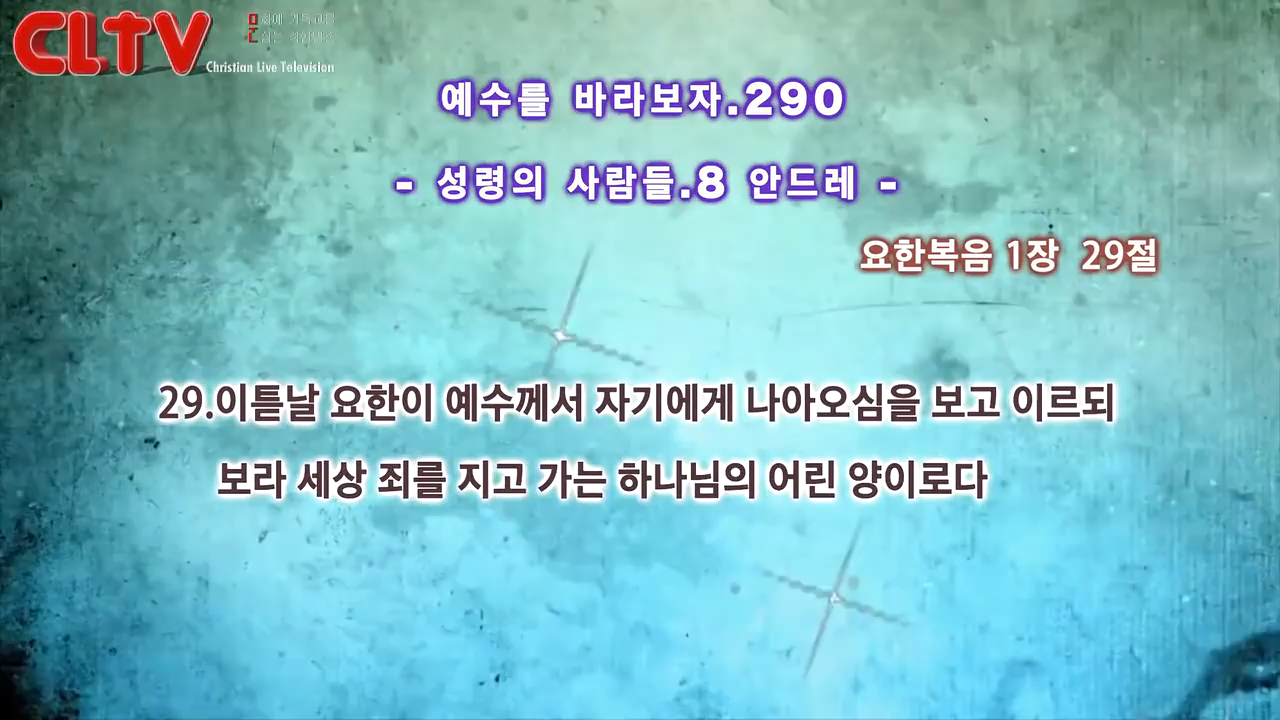 CLTV
Christian Live Television
예수를 바라보자.290
- 성령의 사람들.8 안드레 -
요한복음 1장 29절
29.이튿날 요한이 예수께서 자기에게 나아오심을 보고 이르되
보라 세상 죄를 지고 가는 하나님의 어린 양이로다